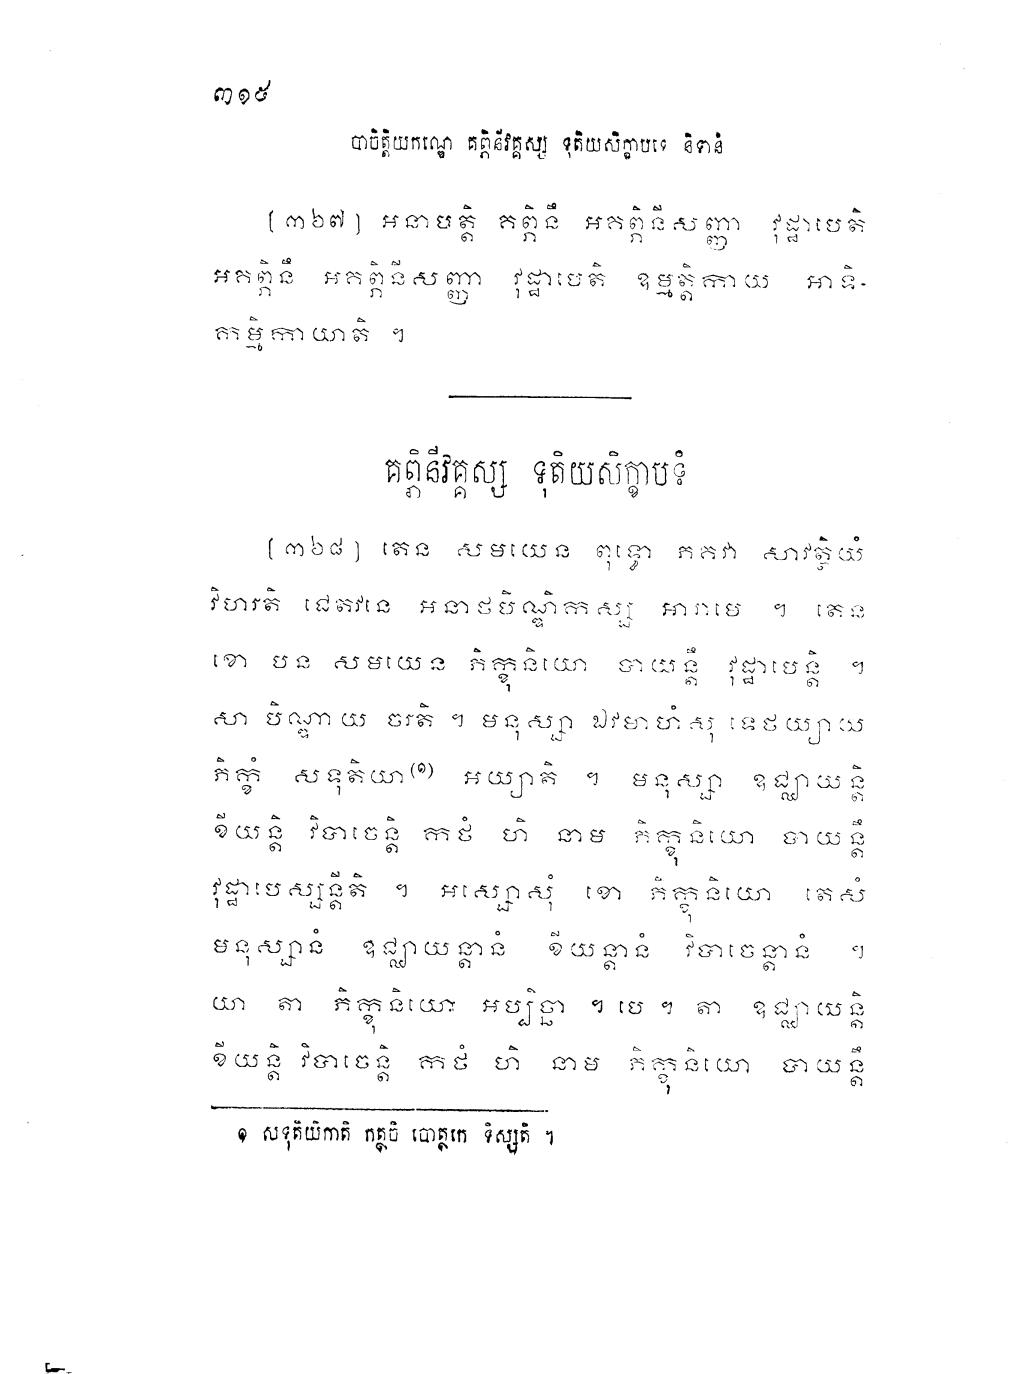 ៣១៥
បាចិត្តិយកណ្ឌេ គព្ភិនីវគ្គស្ស ទុតិយសិក្ខាបទេ និទានំ
[៣៦៧] អនាបត្តិ គព្ភិនឹ អគព្ភិនីសញ្ញា វុដ្ឋាបេតិ
អគព្ភិនឹ អគព្ភិនីសញ្ញា វុដ្ឋាបេតិ ឧម្មត្តិកាយ អាទិ-
កម្មិកាយាតិ ។
គព្ភិនីវគ្គស្ស ទុតិយសិក្ខាបទំ
[៣៦៨] តេន សមយេន ពុទ្ធោ ភគវា សាវត្ថិយំ
វិហរតិ ជេតវនេ អនាថបិណ្ឌិកស្ស អារាមេ ។ តេន
ខោ បន សមយេន ភិក្ខុនិយោ បាយន្តឹ វុដ្ឋាបេន្តិ ។
សា បិណ្ឌាយ ចរតិ ។ មនុស្សា ឯវមាហំសុ ទេថយ្យាយ
ភិក្ខំ សទុតិយា(១) អយ្យាតិ ។ មនុស្សា ឧជ្ឈាយន្តិ
ខីយន្តិ វិបាចេន្តិ កថំ ហិ នាម ភិក្ខុនិយោ បាយន្តឹ
វុដ្ឋាបេស្សន្តីតិ ។ អស្សោសុំ ខោ ភិក្ខុនិយោ តេសំ
មនុស្សានំ ឧជ្ឈាយន្តានំ ខីយន្តានំ វិបាចេន្តានំ ។
យា តា ភិក្ខុនិយោ អប្បិច្ឆា ។ បេ ។ តា ឧជ្ឈាយន្តិ
ខីយន្តិ វិបាចេន្តិ កថំ ហិ នាម ភិក្ខុនិយោ បាយន្តឹ
១ សទុតិយិកាតិ កត្ថចិ បោត្ថកេ ទិស្សតិ ។